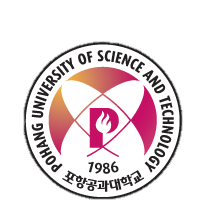 POHANG UNIVERSITY OF SCIENCE AND TECHNOLOGY
P
1986
포항공과대학교